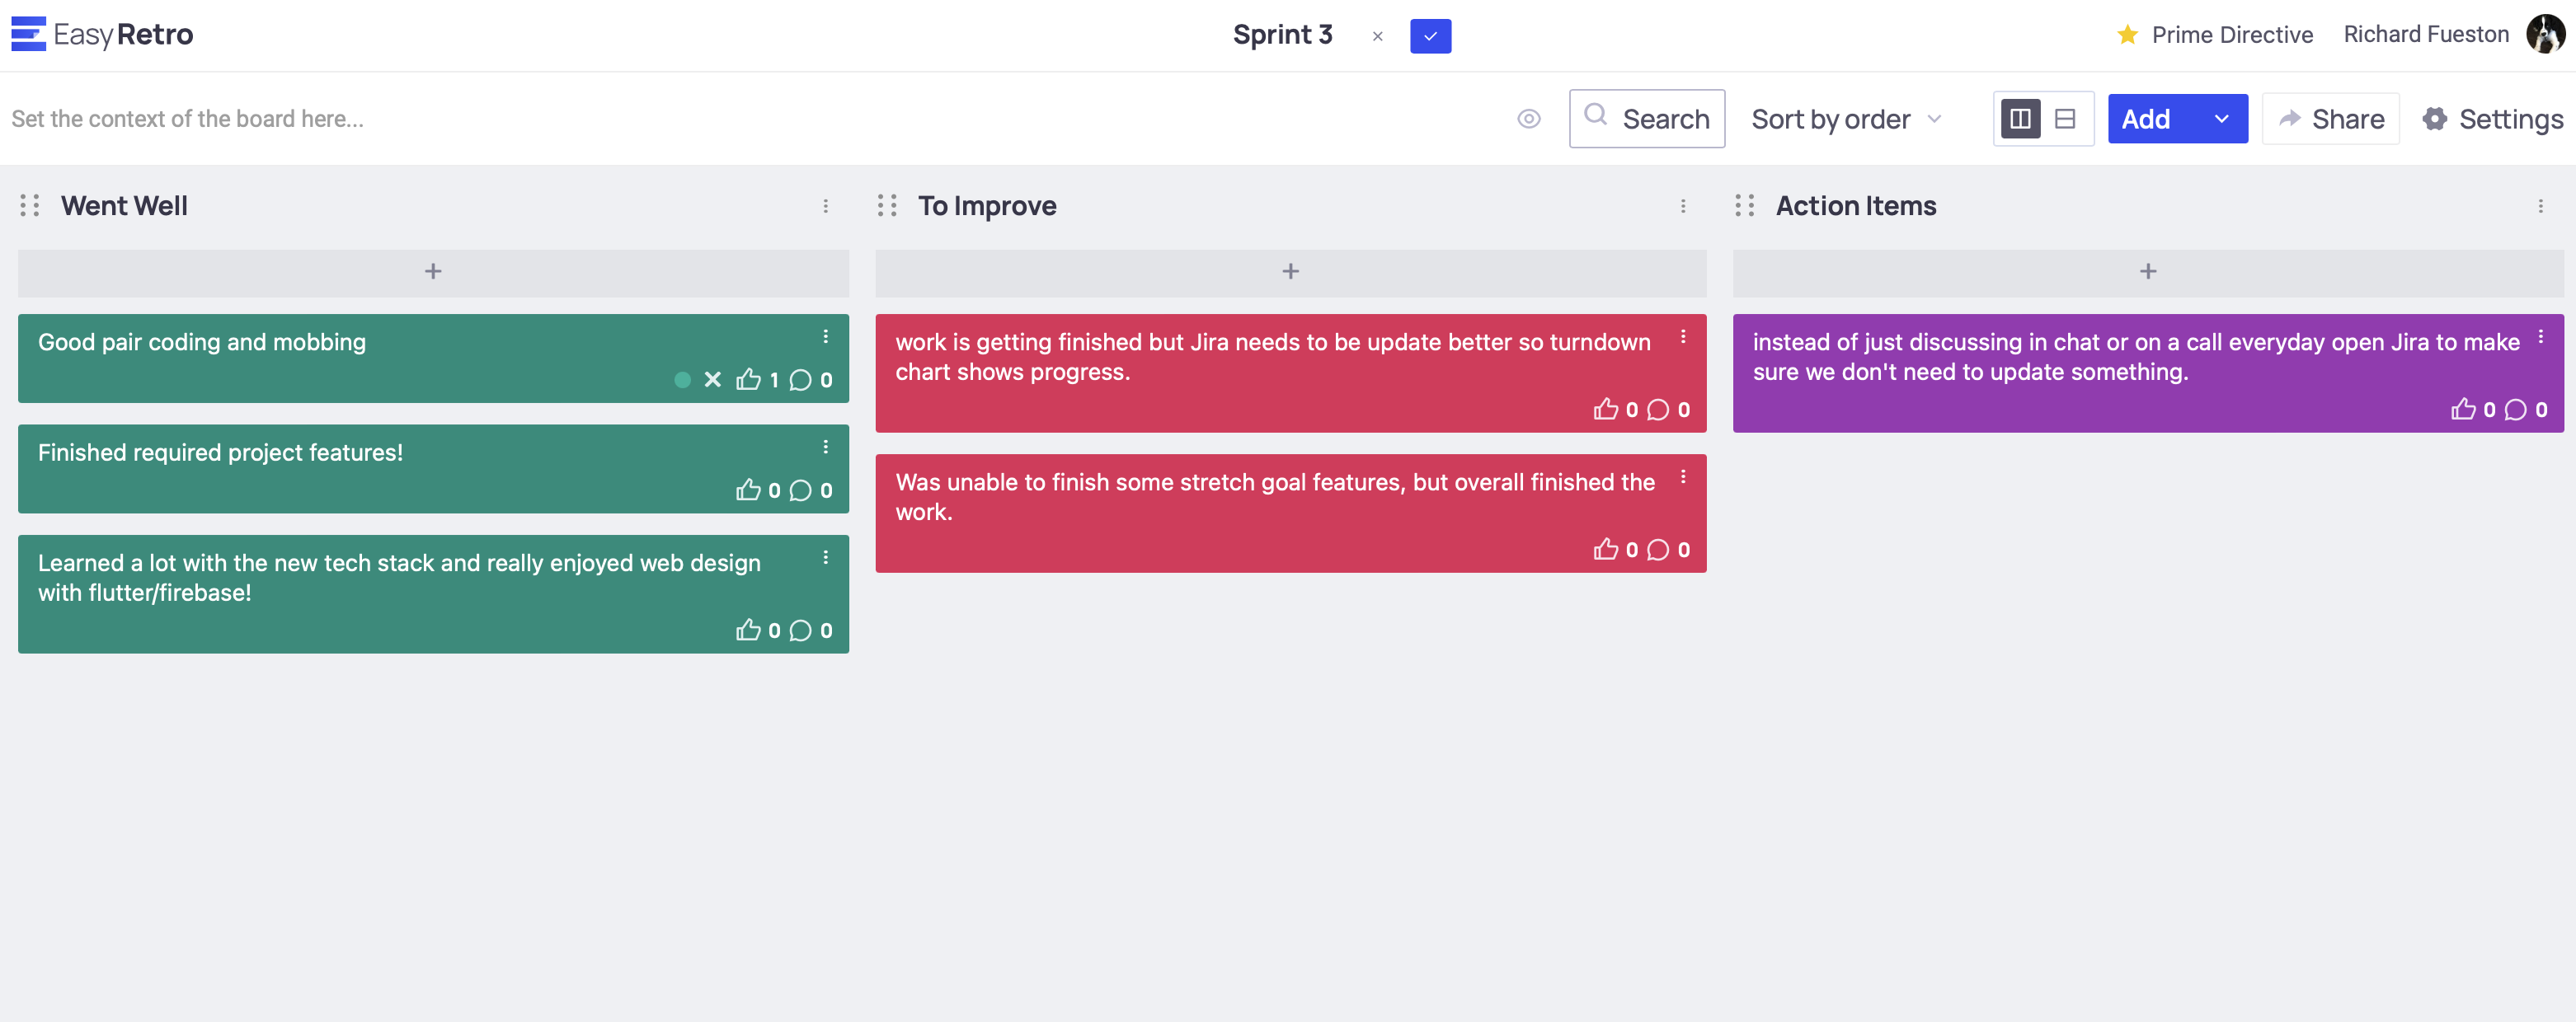 EasyRetro
Sprint 3
Prime Directive
Richard Fueston
Set the context of the board here...
Search
Sort by order
Add
Share
Settings
Went Well
To Improve
Action Items
+
+
+
Good pair coding and mobbing
1
0
Finished required project features!
0
0
Learned a lot with the new tech stack and really enjoyed web design
with flutter/firebase!
0
0
work is getting finished but Jira needs to be update better so turndown
chart shows progress.
0
0
Was unable to finish some stretch goal features, but overall finished the
work.
0
0
instead of just discussing in chat or on a call everyday open Jira to make
sure we don't need to update something.
0
0